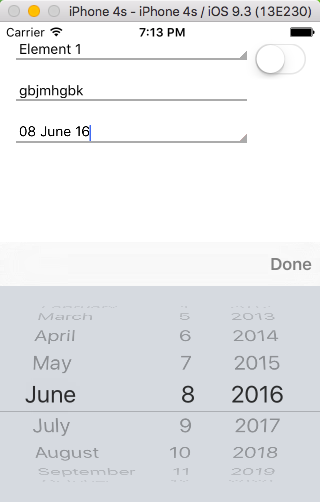 iPhone 4s - iPhone 4s / iOS 9.3 (13E230)
Carrier 7:13 PM
Element 1
gbjmhgbk
08 June 16
Done
March 5 2013
April 6 2014
May 7 2015
June 8 2016
July 9 2017
August 10 2018
September 11 2019